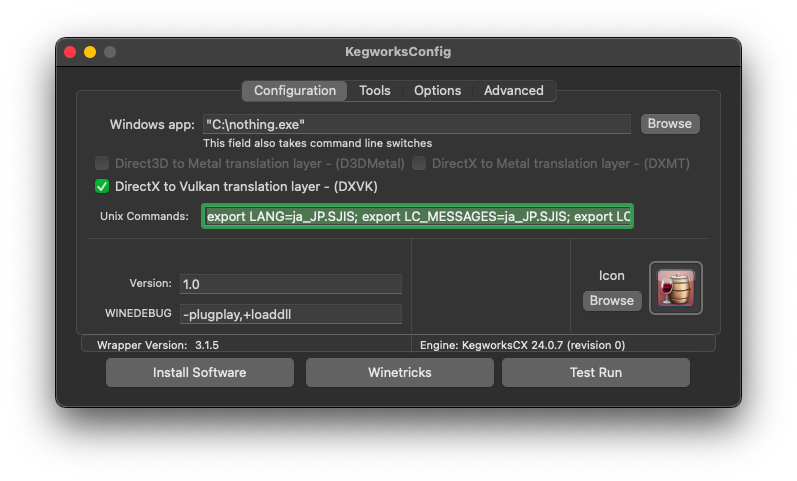 KegworksConfig
Configuration Tools Options Advanced
Windows app: "C:\nothing.exe" Browse
This field also takes command line switches
Direct3D to Metal translation layer - (D3DMetal) DirectX to Metal translation layer - (DXMT)
DirectX to Vulkan translation layer - (DXVK)
Unix Commands: export LANG=ja_JP.SJIS; export LC_MESSAGES=ja_JP.SJIS; export LC
Icon
Version: 1.0
Browse
WINEDEBUG -plugplay,+loaddll
Wrapper Version: 3.1.5 Engine: KegworksCX 24.0.7 (revision 0)
Install Software Winetricks Test Run